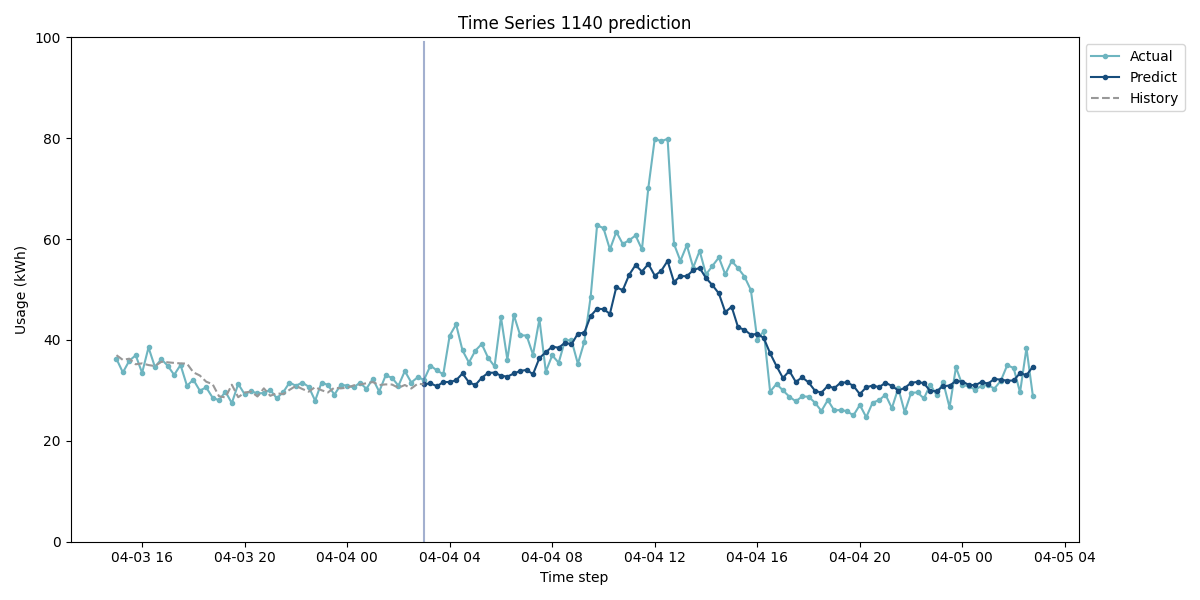 Time Series 1140 prediction
Usage (kWh)
100
80
60
40
20
0
04-03 16
04-03 20
04-04 00
04-04 04
04-04 08
04-04 12
04-04 16
04-04 20
04-05 00
04-05 04
Time step
Actual
Predict
History